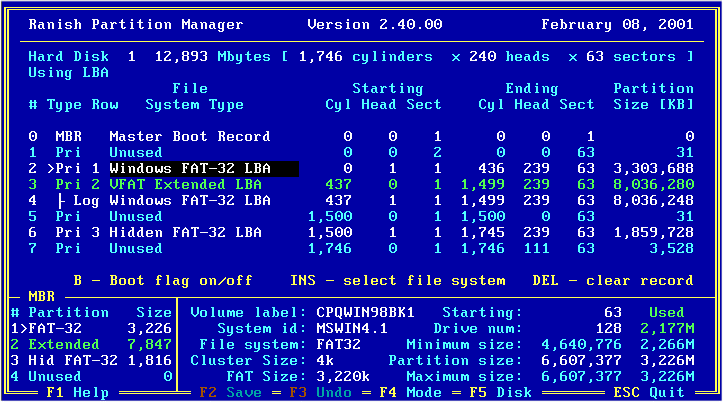 Ranish Partition Manager Version 2.40.00 February 08, 2001
Hard Disk 1 12,893 Mbytes [ 1,746 cylinders x 240 heads x 63 sectors ]
Using LBA
File Starting Ending Partition
# Type Row System Type Cyl Head Sect Cyl Head Sect Size [KB]
0 MBR Master Boot Record 0 0 1 0 0 1 0
1 Pri Unused 0 0 2 0 0 63 31
2 >Pri 1 Windows FAT-32 LBA 0 1 1 436 239 63 3,303,688
3 Pri 2 VFAT Extended LBA 437 0 1 1,499 239 63 8,036,280
4 ├ Log Windows FAT-32 LBA 437 1 1 1,499 239 63 8,036,248
5 Pri Unused 1,500 0 1 1,500 0 63 31
6 Pri 3 Hidden FAT-32 LBA 1,500 1 1 1,745 239 63 1,859,728
7 Pri Unused 1,746 0 1 1,746 111 63 3,528
B - Boot flag on/off INS - select file system DEL - clear record
MBR
# Partition Size Volume label: CPQWIN98BK1 Starting: 63 Used
1>FAT-32 3,226 System id: MSWIN4.1 Drive num: 128 2,177M
2 Extended 7,847 File system: FAT32 Minimum size: 4,640,776 2,266M
3 Hid FAT-32 1,816 Cluster Size: 4k Partition size: 6,607,377 3,226M
4 Unused 0 FAT Size: 3,220k Maximum size: 6,607,377 3,226M
F1 Help F2 Save = F3 Undo = F4 Mode = F5 Disk ESC Quit